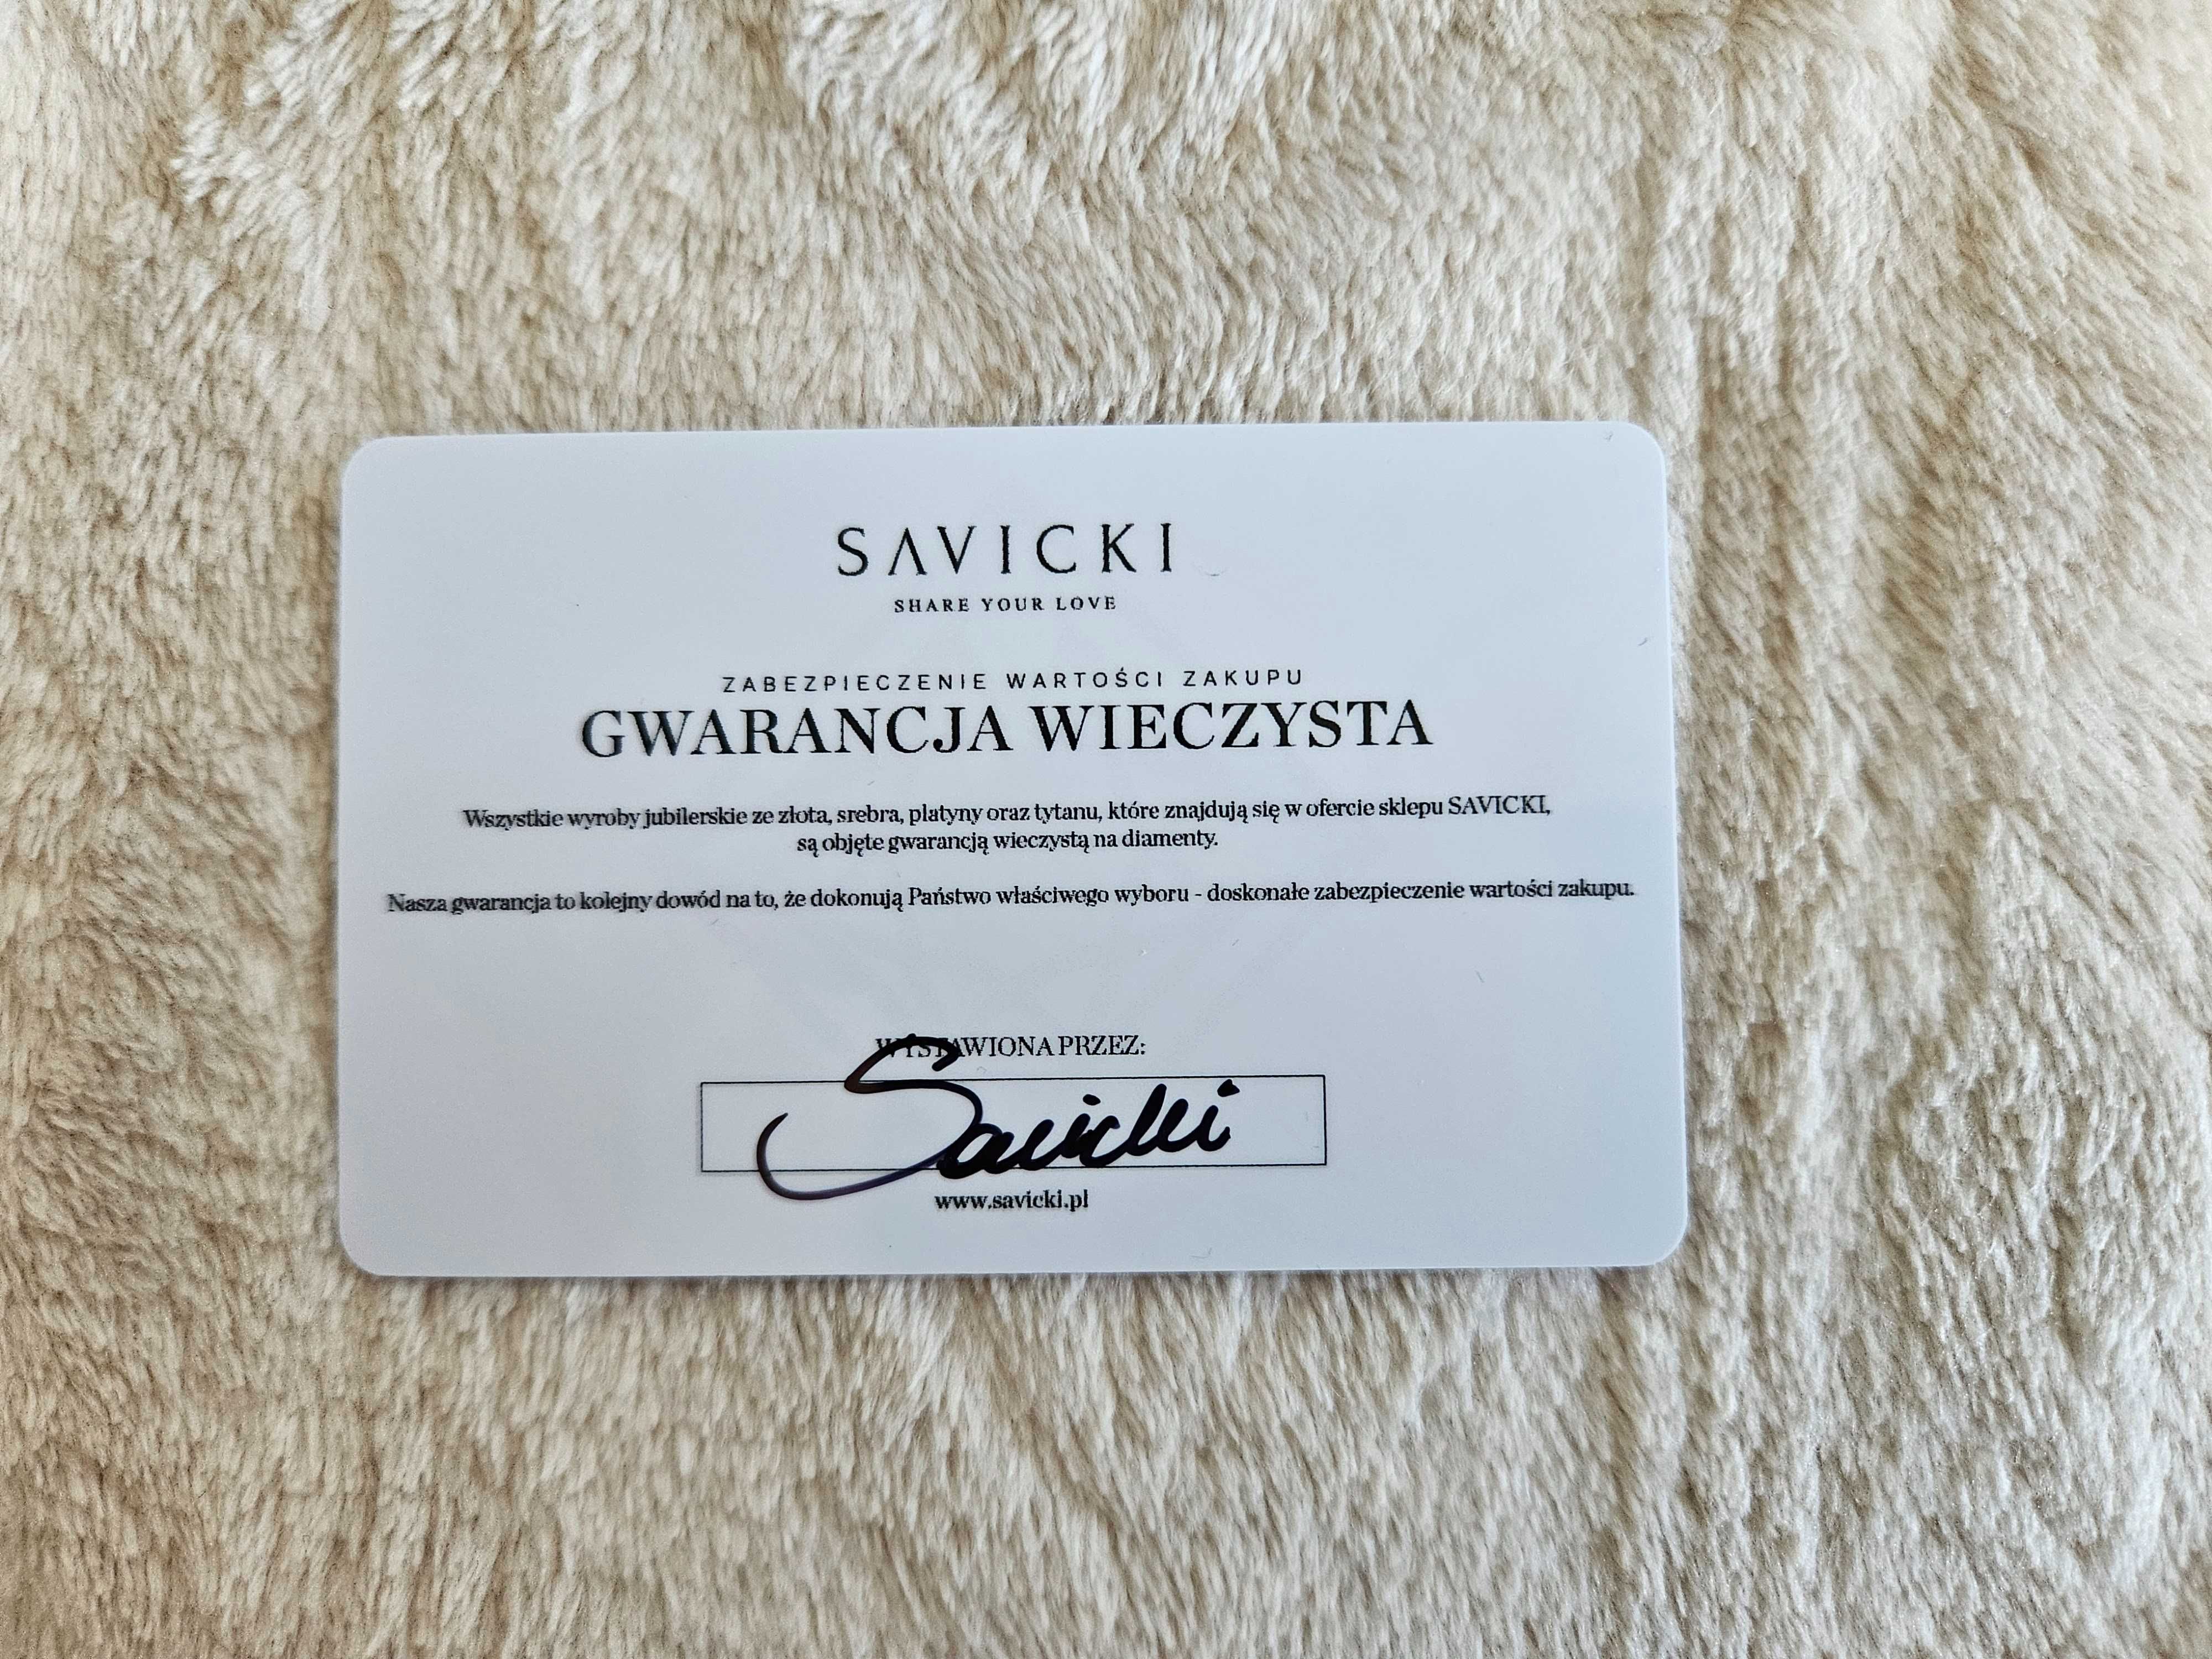 SAVICKI
SHARE YOUR LOVE
ZABEZPIECZENIE WARTOŚCI ZAKUPU
GWARANCJA WIECZYSTA
Wszystkie wyroby jubilerskie ze złota, srebra, platyny oraz tytanu, które znajdują się w ofercie sklepu SAVICKI,
są objęte gwarancją wieczystą na diamenty.
Nasza gwarancja to kolejny dowód na to, że dokonują Państwo właściwego wyboru - doskonałe zabezpieczenie wartości zakupu.
WYSTAWIONA PRZEZ:
Savicki
www.savicki.pl